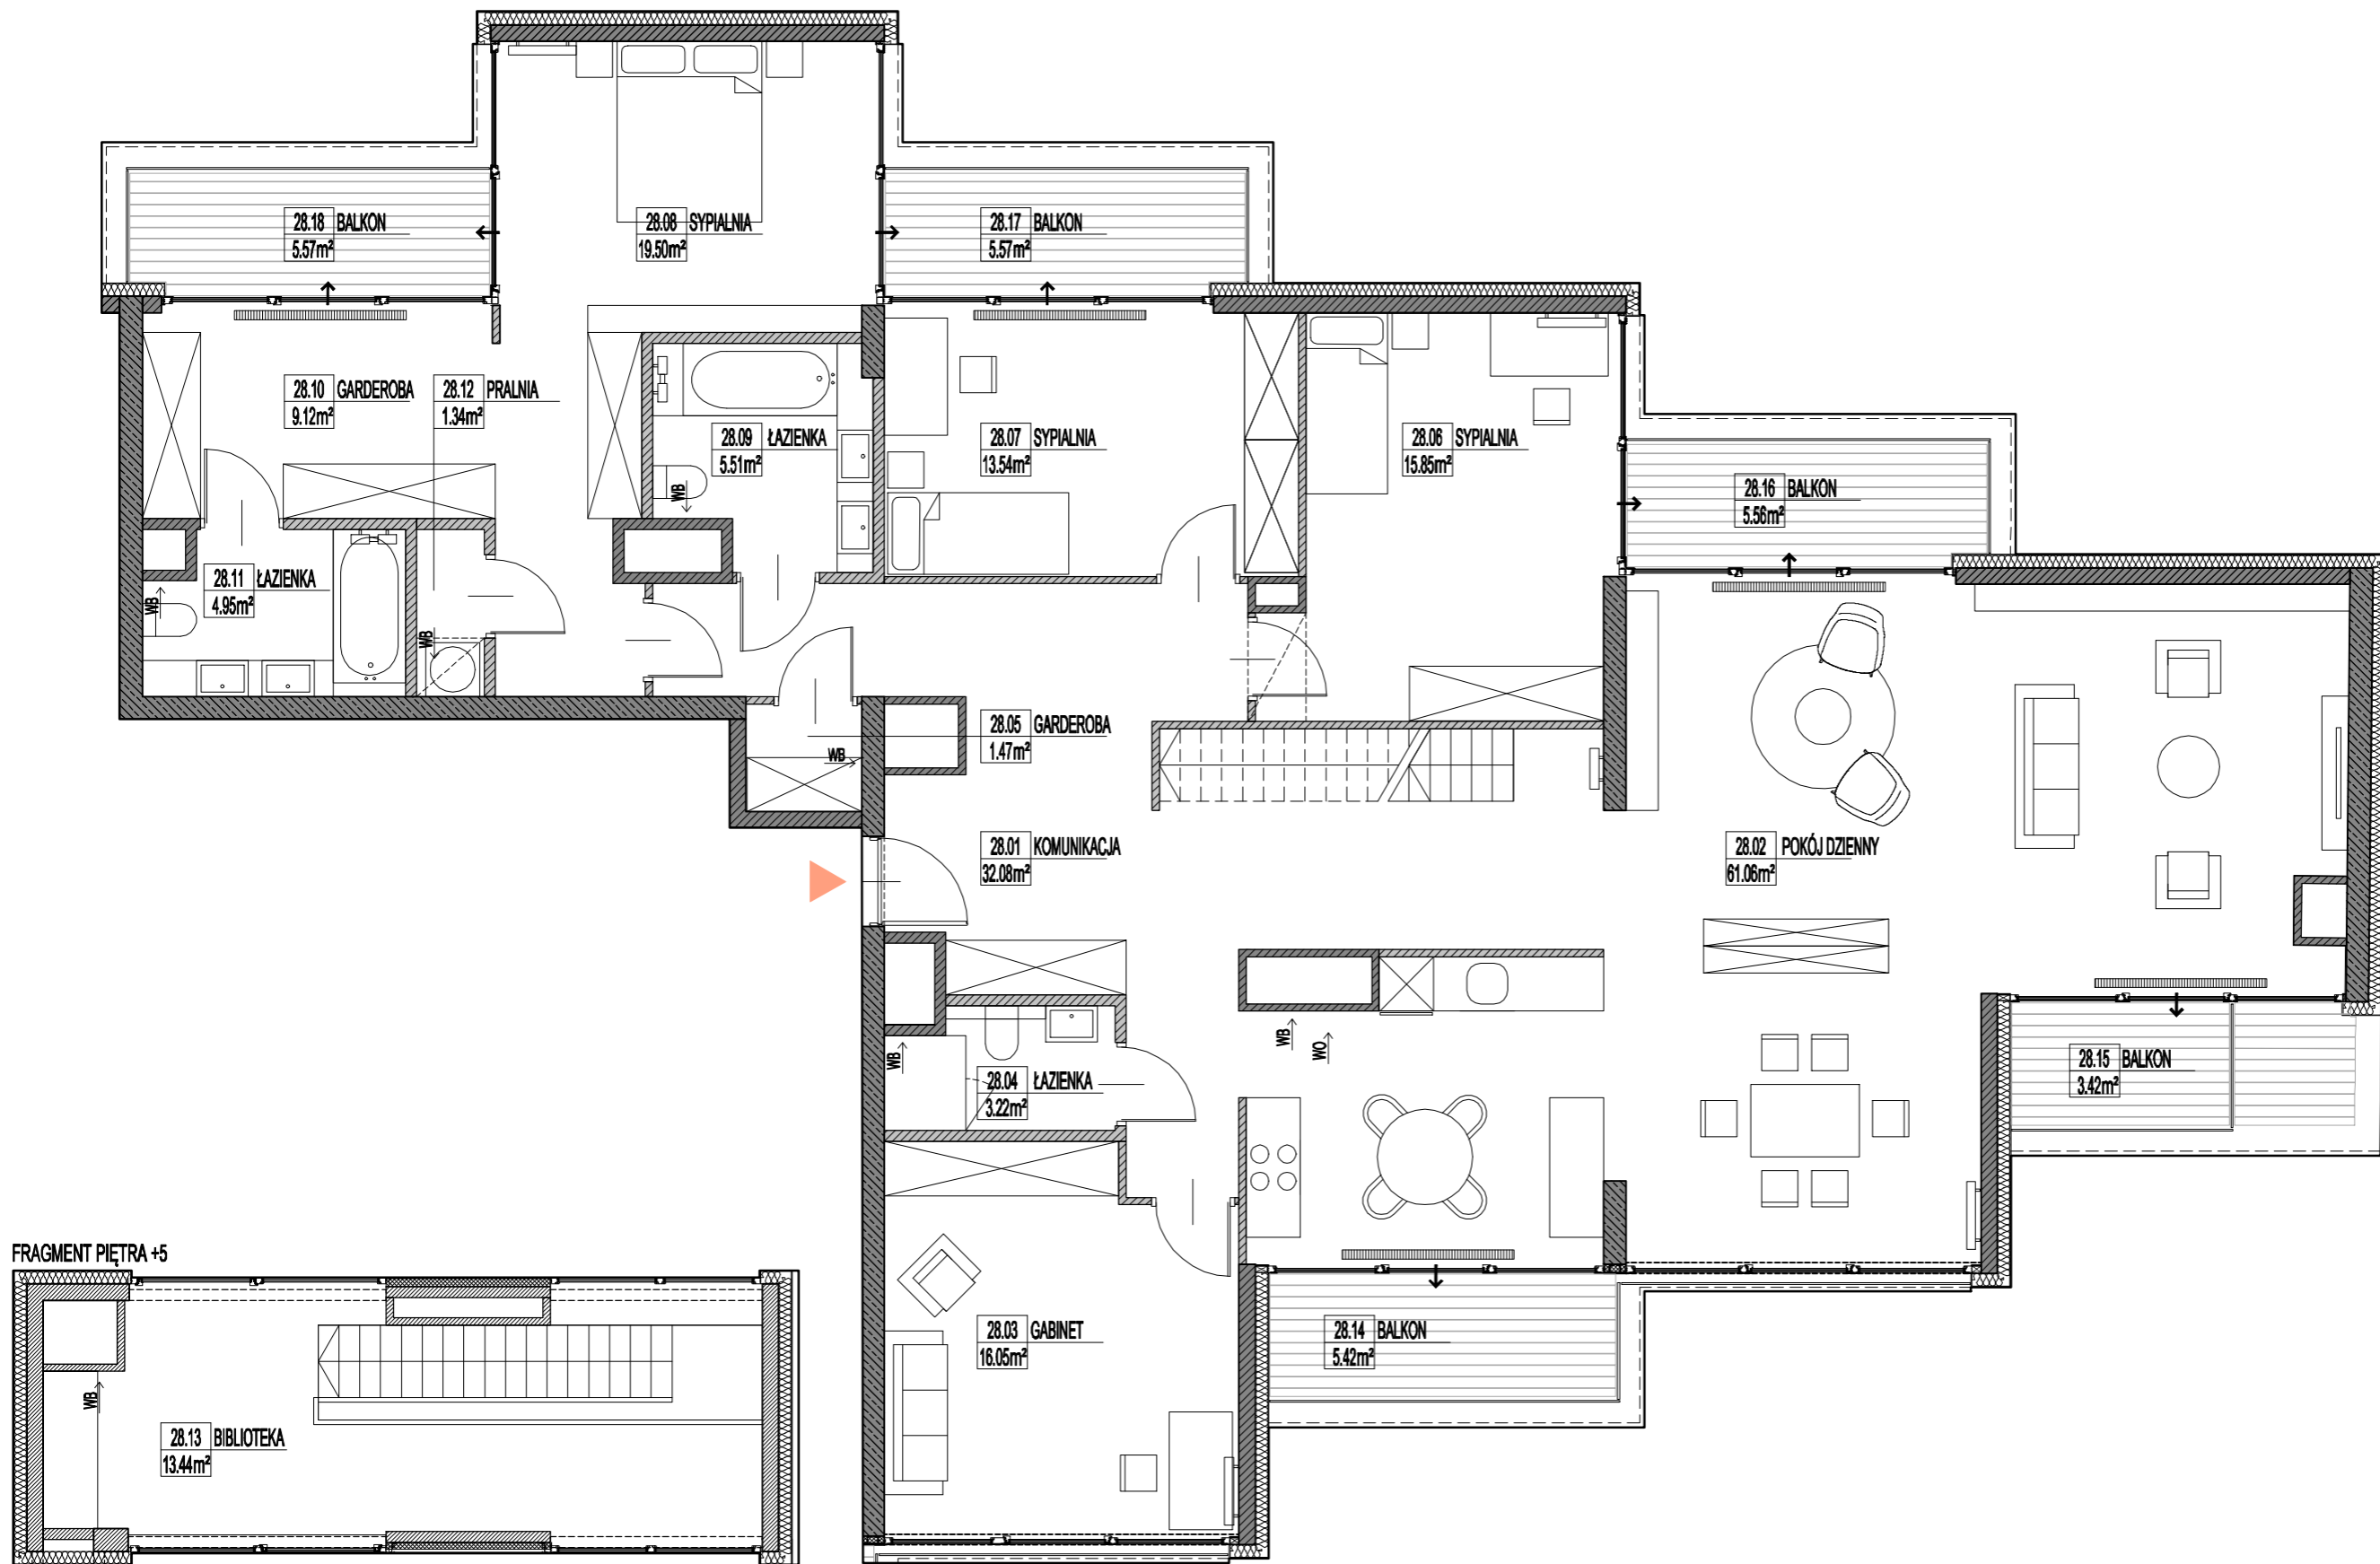 28.18 BALKON
5.57m²
28.08 SYPIALNIA
19.50m²
28.17 BALKON
5.57m²
28.10 GARDEROBA
9.12m²
28.12 PRALNIA
1.34m²
28.09 ŁAZIENKA
5.51m²
28.07 SYPIALNIA
13.54m²
28.06 SYPIALNIA
15.85m²
28.16 BALKON
5.56m²
WB
28.11 ŁAZIENKA
4.95m²
WB
WB
28.05 GARDEROBA
1.47m²
WB
28.01 KOMUNIKACJA
32.08m²
28.02 POKÓJ DZIENNY
61.06m²
WB
WB
WO
28.04 ŁAZIENKA
3.22m²
28.15 BALKON
3.42m²
FRAGMENT PIĘTRA +5
28.03 GABINET
16.05m²
28.14 BALKON
5.42m²
WB
28.13 BIBLIOTEKA
13.44m²